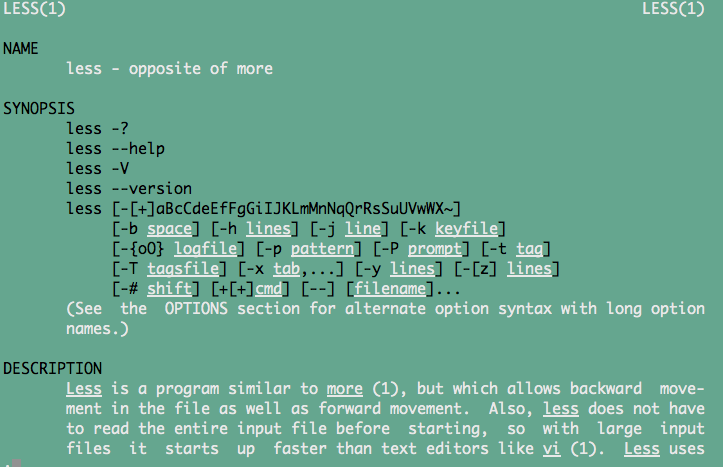 LESS(1) LESS(1)
NAME
less - opposite of more
SYNOPSIS
less -?
less --help
less -V
less --version
less [-[+]aBcCdeEfFgGiIJKLmMnNqQrRsSuUVwWX~]
[-b space] [-h lines] [-j line] [-k keyfile]
[-{oO} logfile] [-p pattern] [-P prompt] [-t tag]
[-T tagsfile] [-x tab,...] [-y lines] [-[z] lines]
[-# shift] [+[+]cmd] [--] [filename]...
(See the OPTIONS section for alternate option syntax with long option
names.)
DESCRIPTION
Less is a program similar to more (1), but which allows backward move-
ment in the file as well as forward movement. Also, less does not have
to read the entire input file before starting, so with large input
files it starts up faster than text editors like vi (1). Less uses
: